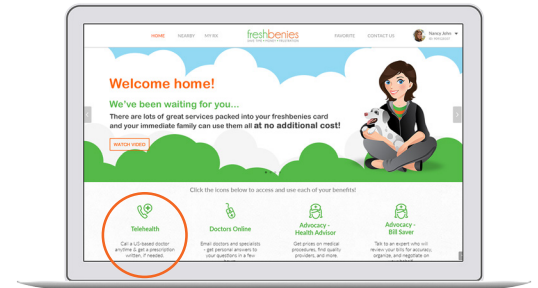 HOME NEARBY MY RX freshbenies FAVORITE CONTACT US Nancy John
Welcome home!
We've been waiting for you...
There are lots of great services packed into your freshbenies card
and your immediate family can use them all at no additional cost!
WATCH VIDEO
Click the icons below to access and use each of your benefits!
Telehealth
Call a US-based doctor
anytime & get a prescription
written, if needed.
Doctors Online
Email doctors and specialists
- get personal answers to
your questions in a few
Advocacy -
Health Advisor
Get prices on medical
procedures, find quality
providers, and more.
Advocacy -
Bill Saver
Talk to an expert who will
review your bills for accuracy,
organize, and negotiate on